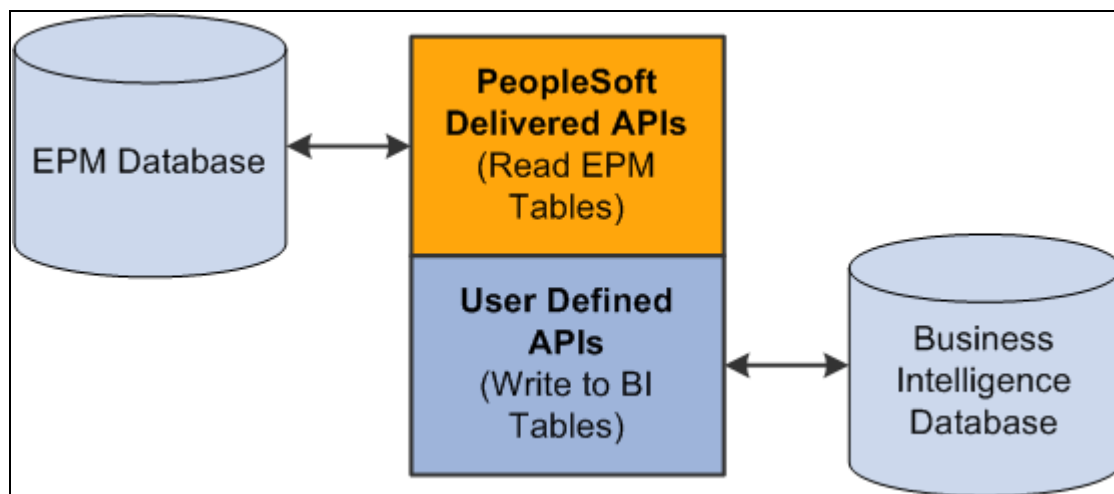 EPM Database
PeopleSoft
Delivered APIs
(Read EPM
Tables)
User Defined
APIs
(Write to BI
Tables)
Business
Intelligence
Database